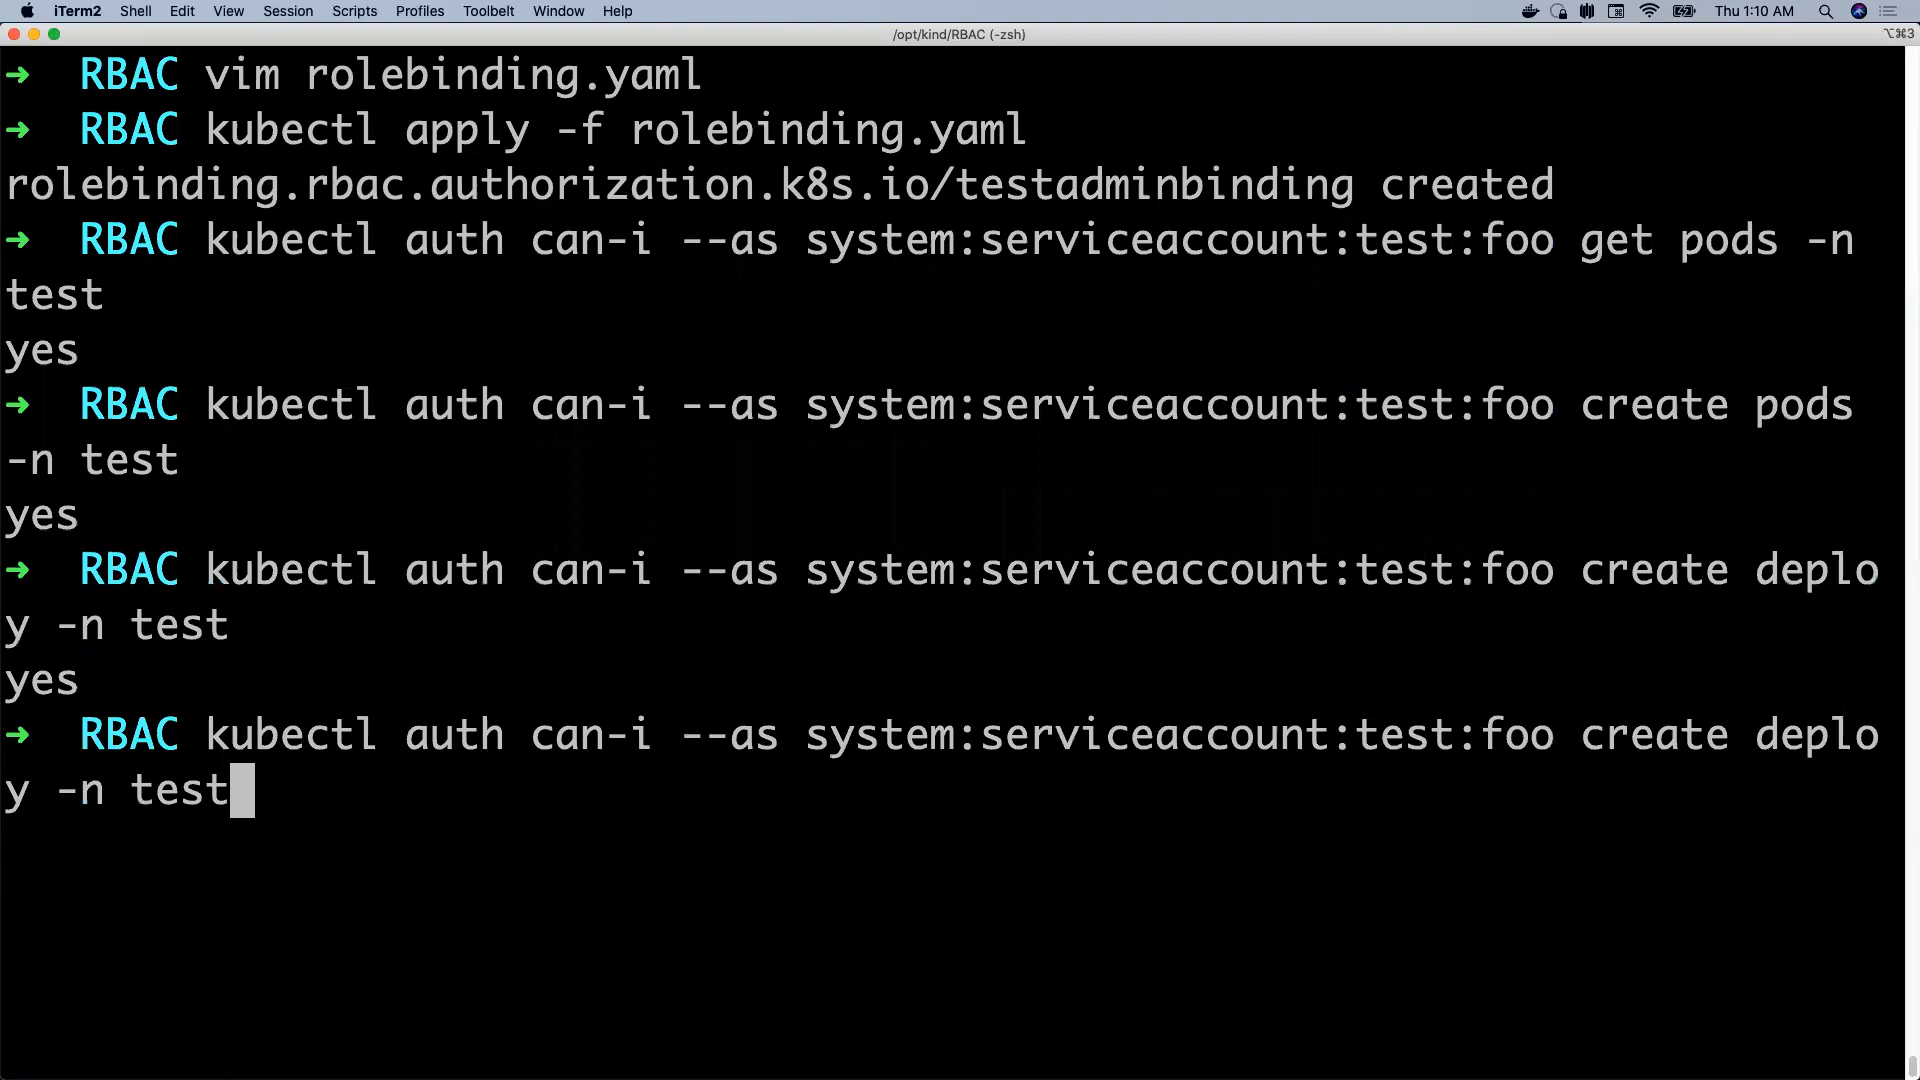 iTerm2 Shell Edit View Session Scripts Profiles Toolbelt Window Help Thu 1:10 AM
/opt/kind/RBAC (-zsh) ⌥⌘3
➜ RBAC vim rolebinding.yaml
➜ RBAC kubectl apply -f rolebinding.yaml
rolebinding.rbac.authorization.k8s.io/testadminbinding created
➜ RBAC kubectl auth can-i --as system:serviceaccount:test:foo get pods -n
test
yes
➜ RBAC kubectl auth can-i --as system:serviceaccount:test:foo create pods
-n test
yes
➜ RBAC kubectl auth can-i --as system:serviceaccount:test:foo create deplo
y -n test
yes
➜ RBAC kubectl auth can-i --as system:serviceaccount:test:foo create deplo
y -n test